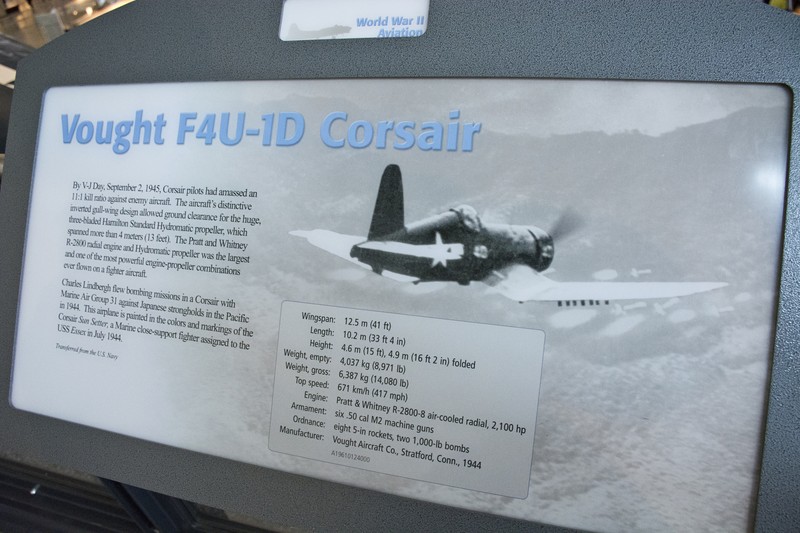 World War II
Aviation
Vought F4U-1D Corsair
By V-J Day, September 2, 1945, Corsair pilots had amassed an
11:1 kill ratio against enemy aircraft. The aircraft's distinctive
inverted gull-wing design allowed ground clearance for the huge,
three-bladed Hamilton Standard Hydromatic propeller, which
spanned more than 4 meters (13 feet). The Pratt and Whitney
R-2800 radial engine and Hydromatic propeller was the largest
and one of the most powerful engine-propeller combinations
ever flown on a fighter aircraft.
Charles Lindbergh flew bombing missions in a Corsair with
Marine Air Group 31 against Japanese strongholds in the Pacific
in 1944. This airplane is painted in the colors and markings of the
Corsair Sun Setter, a Marine close-support fighter assigned to the
USS Essex in July 1944.
Transferred from the U.S. Navy
Wingspan: 12.5 m (41 ft)
Length: 10.2 m (33 ft 4 in)
Height: 4.6 m (15 ft), 4.9 m (16 ft 2 in) folded
Weight, empty: 4,037 kg (8,971 lb)
Weight, gross: 6,387 kg (14,080 lb)
Top speed: 671 km/h (417 mph)
Engine: Pratt & Whitney R-2800-8 air-cooled radial, 2,100 hp
Armament: six .50 cal M2 machine guns
Ordnance: eight 5-in rockets, two 1,000-lb bombs
Manufacturer: Vought Aircraft Co., Stratford, Conn., 1944
A19610124000